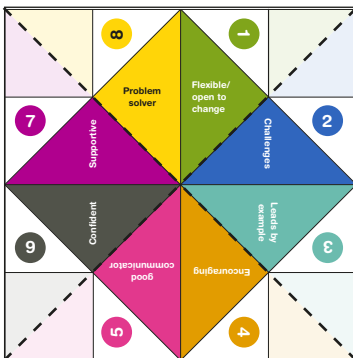 8
1
Problem
solver
Flexible/
open to
change
7
2
Supportive
Challenges
Confident
Leads by
example
6
3
good
communicator
Encouraging
5
4